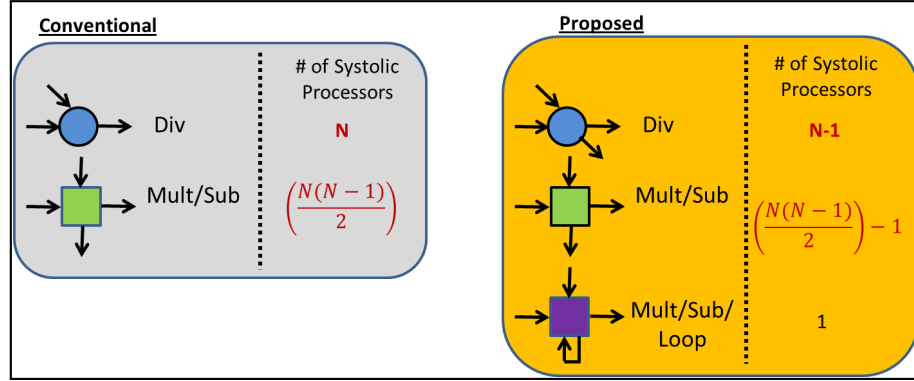 Conventional
# of Systolic
Processors
Div
N
Mult/Sub
(N(N − 1)/2)
Proposed
# of Systolic
Processors
Div
N-1
Mult/Sub
(N(N − 1)/2) − 1
Mult/Sub/
Loop
1